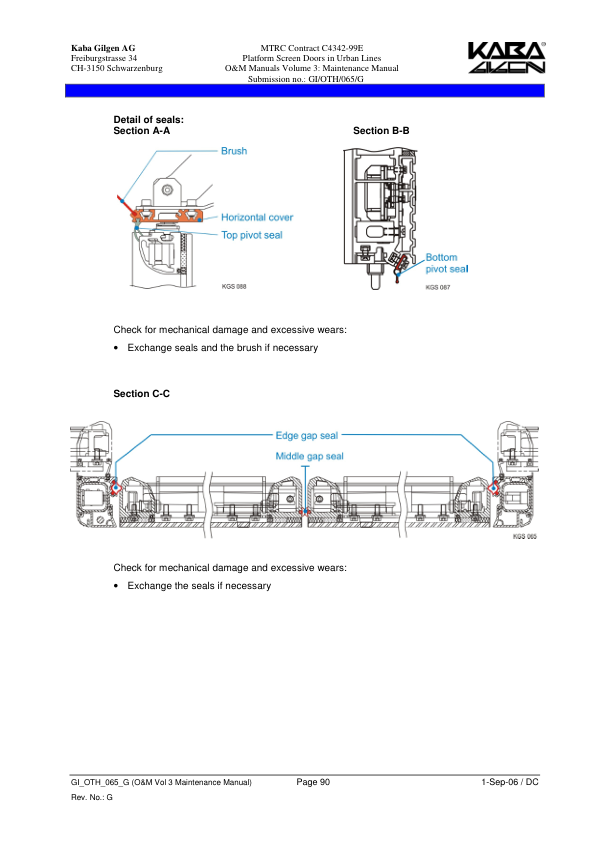 Kaba Gilgen AG
Freiburgstrasse 34
CH-3150 Schwarzenburg
MTRC Contract C4342-99E
Platform Screen Doors in Urban Lines
O&M Manuals Volume 3: Maintenance Manual
Submission no.: GI/OTH/065/G
KABA®
GILGEN
Detail of seals:
Section A-A
Section B-B
Brush
Horizontal cover
Top pivot seal
KGS 088
Bottom
pivot seal
KGS 087
Check for mechanical damage and excessive wears:
• Exchange seals and the brush if necessary
Section C-C
Edge gap seal
Middle gap seal
KGS 085
Check for mechanical damage and excessive wears:
• Exchange the seals if necessary
GI_OTH_065_G (O&M Vol 3 Maintenance Manual)
Page 90
1-Sep-06 / DC
Rev. No.: G